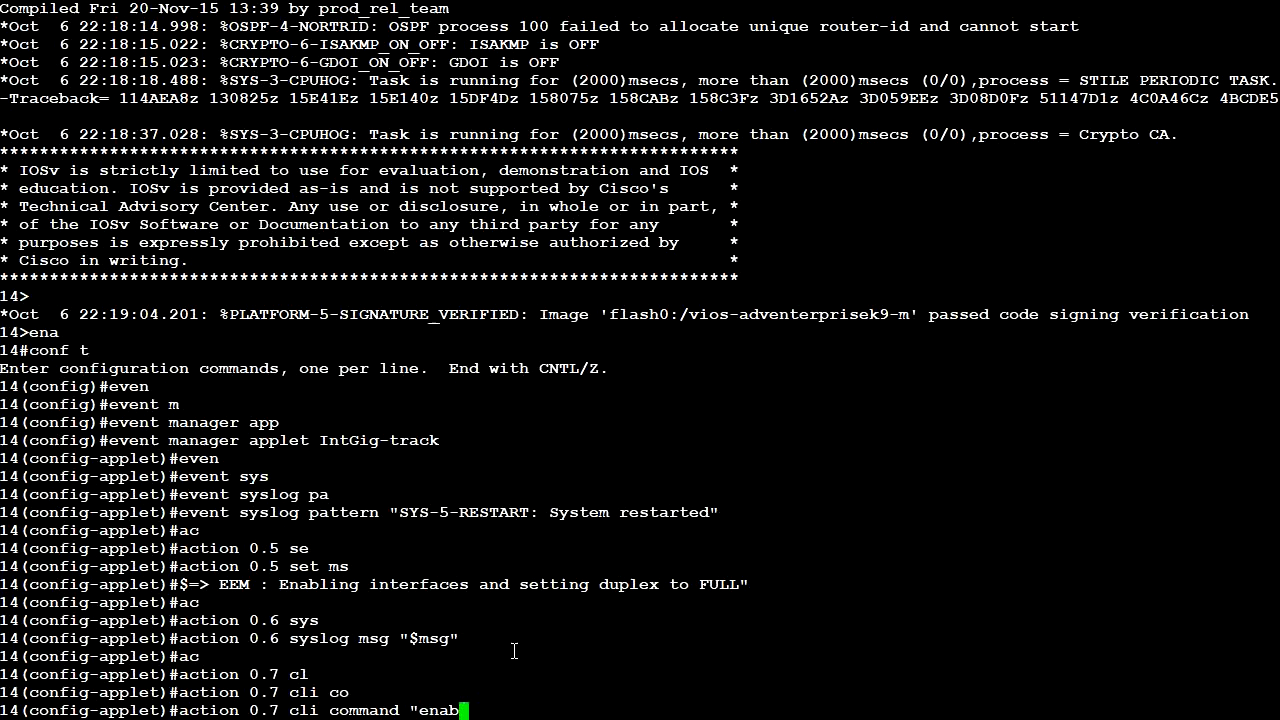 Compiled Fri 20-Nov-15 13:39 by prod_rel_team
*Oct  6 22:18:14.998: %OSPF-4-NORTRID: OSPF process 100 failed to allocate unique router-id and cannot start
*Oct  6 22:18:15.022: %CRYPTO-6-ISAKMP_ON_OFF: ISAKMP is OFF
*Oct  6 22:18:15.023: %CRYPTO-6-GDOI_ON_OFF: GDOI is OFF
*Oct  6 22:18:18.488: %SYS-3-CPUHOG: Task is running for (2000)msecs, more than (2000)msecs (0/0),process = STILE PERIODIC TASK.
-Traceback= 114AEA8z 130825z 15E41Ez 15E140z 15DF4Dz 158075z 158CABz 158C3Fz 3D1652Az 3D059EEz 3D08D0Fz 51147D1z 4C0A46Cz 4BCDE5
*Oct  6 22:18:37.028: %SYS-3-CPUHOG: Task is running for (2000)msecs, more than (2000)msecs (0/0),process = Crypto CA.
**************************************************************************
* IOSv is strictly limited to use for evaluation, demonstration and IOS  *
* education. IOSv is provided as-is and is not supported by Cisco's      *
* Technical Advisory Center. Any use or disclosure, in whole or in part, *
* of the IOSv Software or Documentation to any third party for any       *
* purposes is expressly prohibited except as otherwise authorized by     *
* Cisco in writing.                                                      *
**************************************************************************
14>
*Oct  6 22:19:04.201: %PLATFORM-5-SIGNATURE_VERIFIED: Image 'flash0:/vios-adventerprisek9-m' passed code signing verification
14>ena
14#conf t
Enter configuration commands, one per line.  End with CNTL/Z.
14(config)#even
14(config)#event m
14(config)#event manager app
14(config)#event manager applet IntGig-track
14(config-applet)#even
14(config-applet)#event sys
14(config-applet)#event syslog pa
14(config-applet)#event syslog pattern "SYS-5-RESTART: System restarted"
14(config-applet)#ac
14(config-applet)#action 0.5 se
14(config-applet)#action 0.5 set ms
14(config-applet)#$=> EEM : Enabling interfaces and setting duplex to FULL"
14(config-applet)#ac
14(config-applet)#action 0.6 sys
14(config-applet)#action 0.6 syslog msg "$msg"
14(config-applet)#ac
14(config-applet)#action 0.7 cl
14(config-applet)#action 0.7 cli co
14(config-applet)#action 0.7 cli command "enab